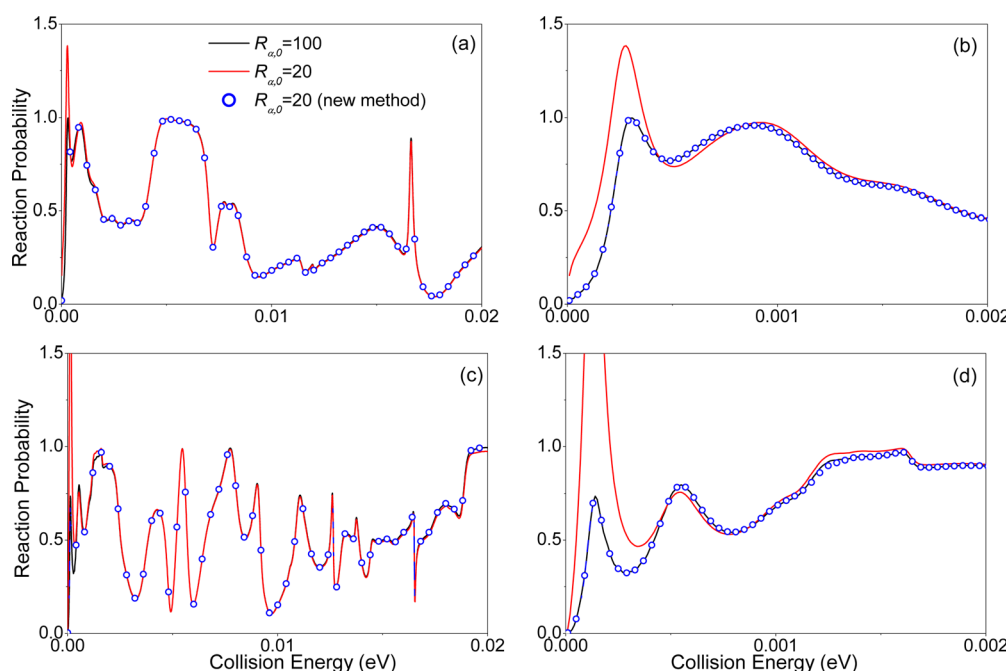 1.5
(a)
R_{α,0}=100
R_{α,0}=20
R_{α,0}=20 (new method)
1.0
0.5
0.0
Reaction Probability
0.00
0.01
0.02
1.5
(b)
1.0
0.5
0.0
0.000
0.001
0.002
1.5
(c)
1.0
0.5
0.0
Reaction Probability
0.00
0.01
0.02
Collision Energy (eV)
1.5
(d)
1.0
0.5
0.0
0.000
0.001
0.002
Collision Energy (eV)